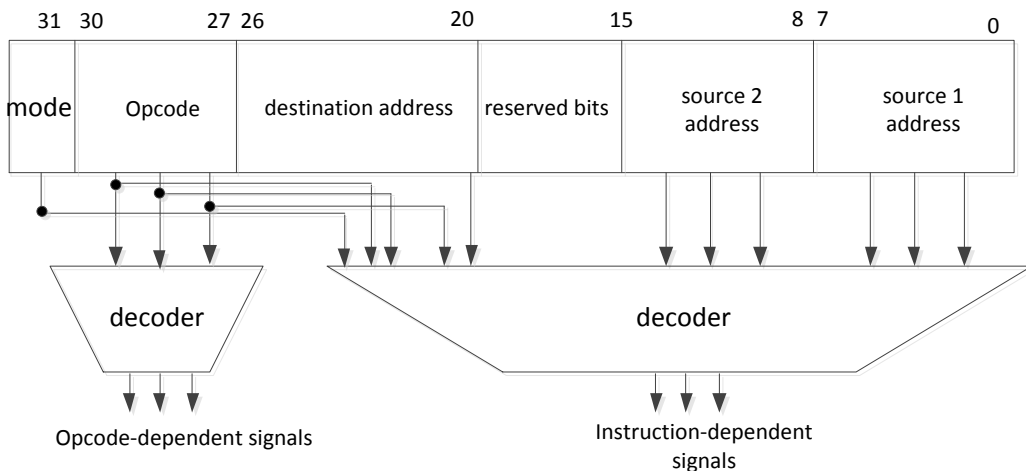 31 30 27 26 20 15 8 7 0
mode Opcode destination address reserved bits source 2 address source 1 address
decoder decoder
Opcode-dependent signals Instruction-dependent signals